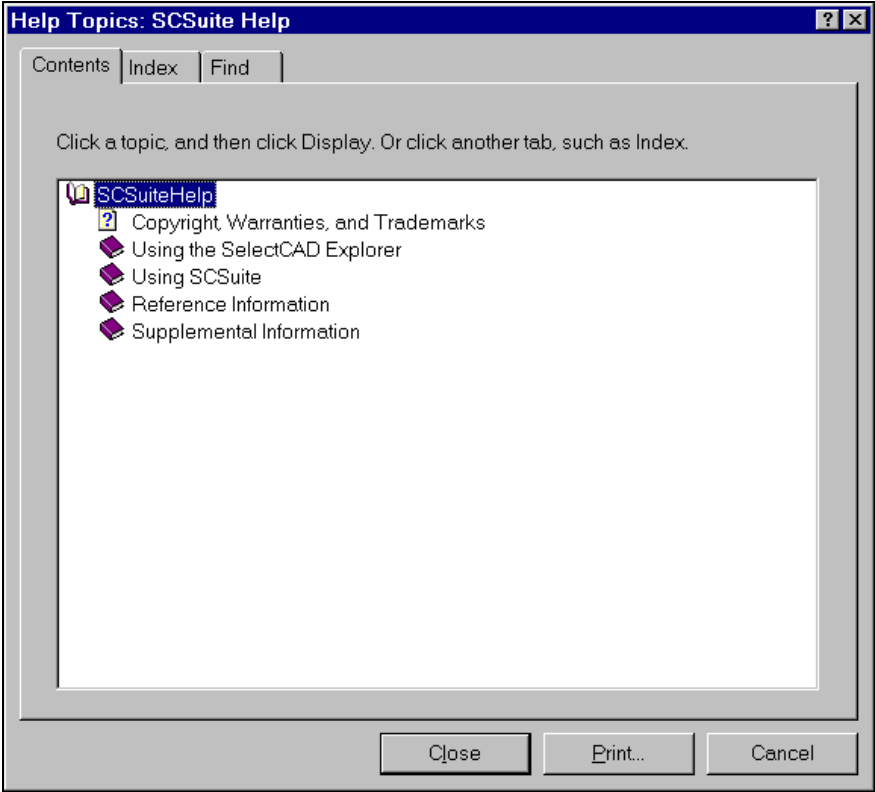 Help Topics: SCSuite Help
Contents Index Find
Click a topic, and then click Display. Or click another tab, such as Index.
SCSuiteHelp
Copyright, Warranties, and Trademarks
Using the SelectCAD Explorer
Using SCSuite
Reference Information
Supplemental Information
Close Print... Cancel